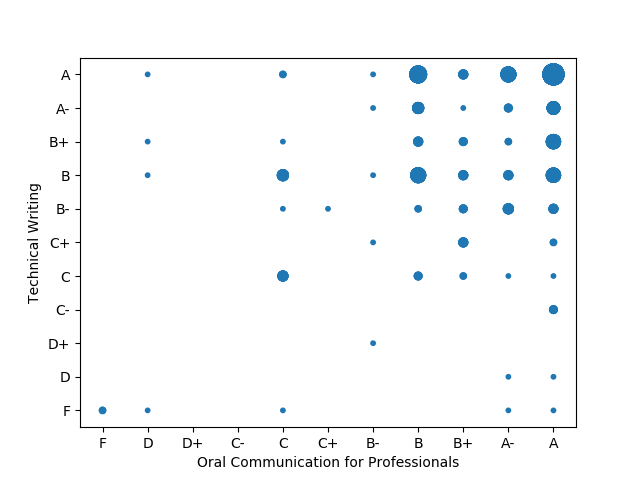 A
A-
B+
B
B-
C+
C
C-
D+
D
F
Technical Writing
F D D+ C- C C+ B- B B+ A- A
Oral Communication for Professionals